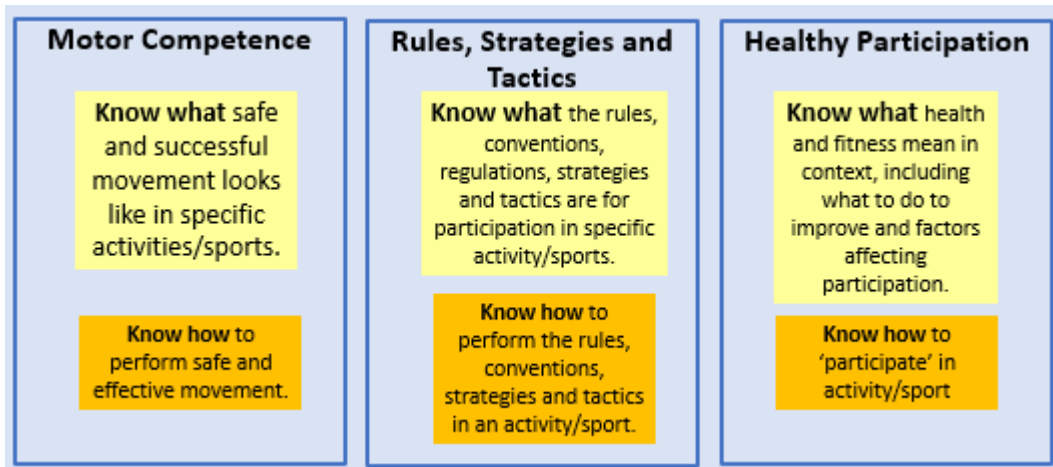 Motor Competence
Know what safe
and successful
movement looks
like in specific
activities/sports.
Know how to
perform safe and
effective movement.
Rules, Strategies and
Tactics
Know what the rules,
conventions,
regulations, strategies
and tactics are for
participation in specific
activity/sports.
Know how to
perform the rules,
conventions,
strategies and tactics
in an activity/sport.
Healthy Participation
Know what health
and fitness mean in
context, including
what to do to
improve and factors
affecting
participation.
Know how to
‘participate’ in
activity/sport